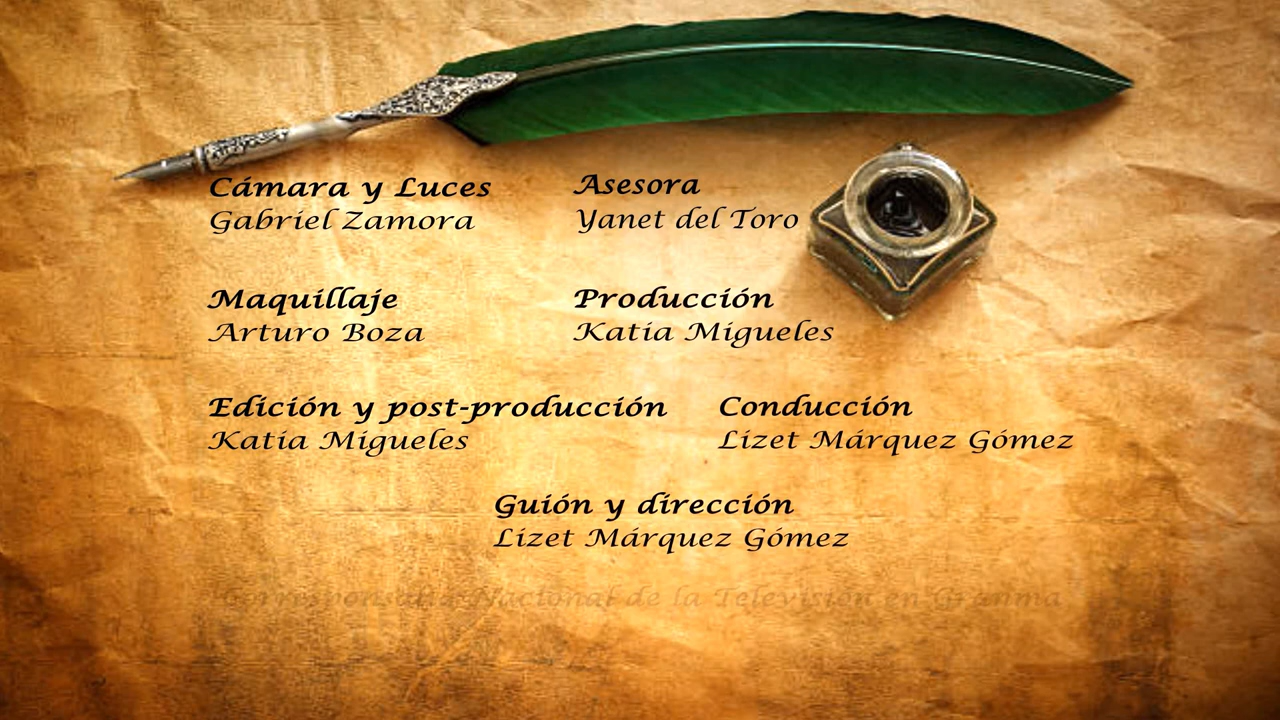 Cámara y Luces
Gabriel Zamora
Asesora
Yanet del Toro
Maquillaje
Arturo Boza
Producción
Katia Migueles
Edición y post-producción
Katia Migueles
Conducción
Lizet Márquez Gómez
Guión y dirección
Lizet Márquez Gómez
Corresponsalía Nacional de la Televisión en Granma